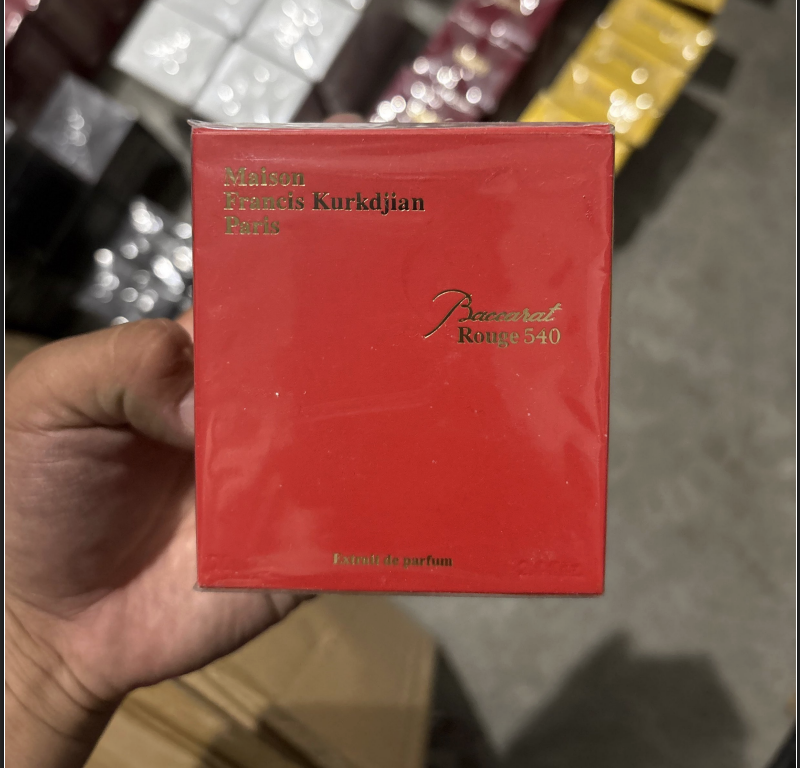 Maison
Francis Kurkdjian
Paris
Baccarat
Rouge 540
Extrait de parfum